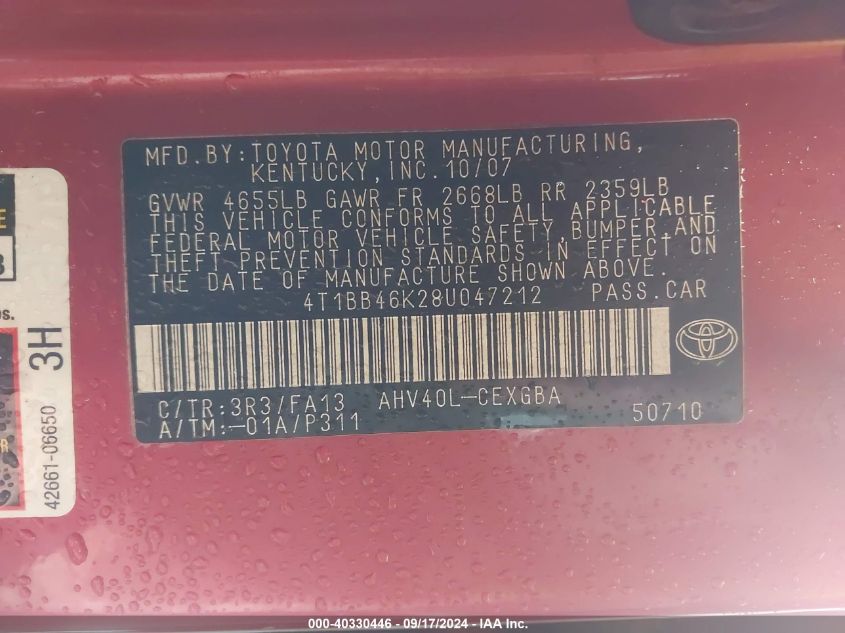 MFD.BY:TOYOTA MOTOR MANUFACTURING,
KENTUCKY,INC.10/07
GVWR 4655LB GAWR FR 2668LB RR 2359LB
THIS VEHICLE CONFORMS TO ALL APPLICABLE
FEDERAL MOTOR VEHICLE SAFETY,BUMPER,AND
THEFT PREVENTION STANDARDS IN EFFECT ON
THE DATE OF MANUFACTURE SHOWN ABOVE.
4T1BB46K28U047212 PASS.CAR
C/TR:3R3/FA13 AHV40L-CEXGBA
A/TM:-01A/P311 50710
3H
42661-06650
000-40330446 - 09/17/2024 - IAA Inc.